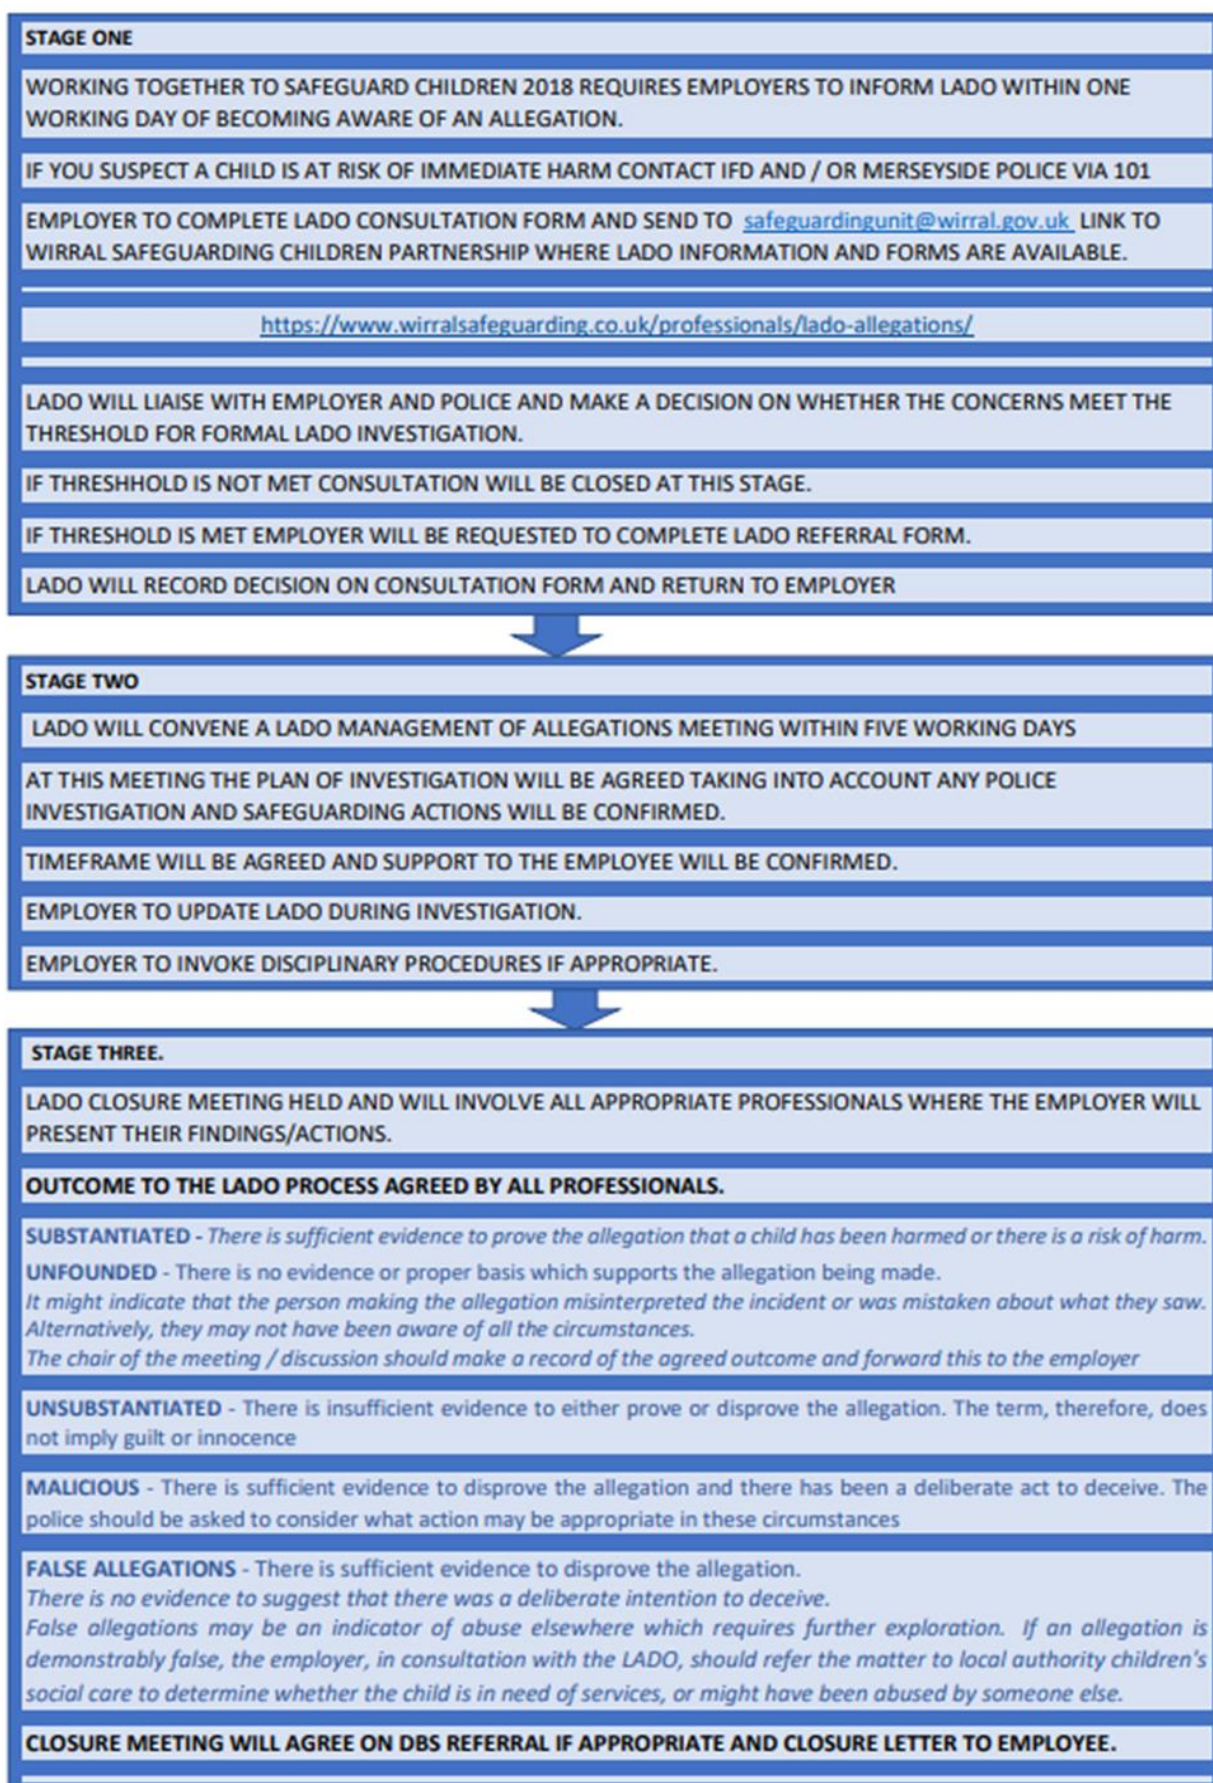 STAGE ONE
WORKING TOGETHER TO SAFEGUARD CHILDREN 2018 REQUIRES EMPLOYERS TO INFORM LADO WITHIN ONE
WORKING DAY OF BECOMING AWARE OF AN ALLEGATION.
IF YOU SUSPECT A CHILD IS AT RISK OF IMMEDIATE HARM CONTACT IFD AND / OR MERSEYSIDE POLICE VIA 101
EMPLOYER TO COMPLETE LADO CONSULTATION FORM AND SEND TO safeguardingunit@wirral.gov.uk LINK TO
WIRRAL SAFEGUARDING CHILDREN PARTNERSHIP WHERE LADO INFORMATION AND FORMS ARE AVAILABLE.
https://www.wirralsafeguarding.co.uk/professionals/lado-allegations/
LADO WILL LIAISE WITH EMPLOYER AND POLICE AND MAKE A DECISION ON WHETHER THE CONCERNS MEET THE
THRESHOLD FOR FORMAL LADO INVESTIGATION.
IF THRESHHOLD IS NOT MET CONSULTATION WILL BE CLOSED AT THIS STAGE.
IF THRESHOLD IS MET EMPLOYER WILL BE REQUESTED TO COMPLETE LADO REFERRAL FORM.
LADO WILL RECORD DECISION ON CONSULTATION FORM AND RETURN TO EMPLOYER
STAGE TWO
LADO WILL CONVENE A LADO MANAGEMENT OF ALLEGATIONS MEETING WITHIN FIVE WORKING DAYS
AT THIS MEETING THE PLAN OF INVESTIGATION WILL BE AGREED TAKING INTO ACCOUNT ANY POLICE
INVESTIGATION AND SAFEGUARDING ACTIONS WILL BE CONFIRMED.
TIMEFRAME WILL BE AGREED AND SUPPORT TO THE EMPLOYEE WILL BE CONFIRMED.
EMPLOYER TO UPDATE LADO DURING INVESTIGATION.
EMPLOYER TO INVOKE DISCIPLINARY PROCEDURES IF APPROPRIATE.
STAGE THREE.
LADO CLOSURE MEETING HELD AND WILL INVOLVE ALL APPROPRIATE PROFESSIONALS WHERE THE EMPLOYER WILL
PRESENT THEIR FINDINGS/ACTIONS.
OUTCOME TO THE LADO PROCESS AGREED BY ALL PROFESSIONALS.
SUBSTANTIATED - There is sufficient evidence to prove the allegation that a child has been harmed or there is a risk of harm.
UNFOUNDED - There is no evidence or proper basis which supports the allegation being made.
It might indicate that the person making the allegation misinterpreted the incident or was mistaken about what they saw.
Alternatively, they may not have been aware of all the circumstances.
The chair of the meeting / discussion should make a record of the agreed outcome and forward this to the employer
UNSUBSTANTIATED - There is insufficient evidence to either prove or disprove the allegation. The term, therefore, does
not imply guilt or innocence
MALICIOUS - There is sufficient evidence to disprove the allegation and there has been a deliberate act to deceive. The
police should be asked to consider what action may be appropriate in these circumstances
FALSE ALLEGATIONS - There is sufficient evidence to disprove the allegation.
There is no evidence to suggest that there was a deliberate intention to deceive.
False allegations may be an indicator of abuse elsewhere which requires further exploration. If an allegation is
demonstrably false, the employer, in consultation with the LADO, should refer the matter to local authority children's
social care to determine whether the child is in need of services, or might have been abused by someone else.
CLOSURE MEETING WILL AGREE ON DBS REFERRAL IF APPROPRIATE AND CLOSURE LETTER TO EMPLOYEE.